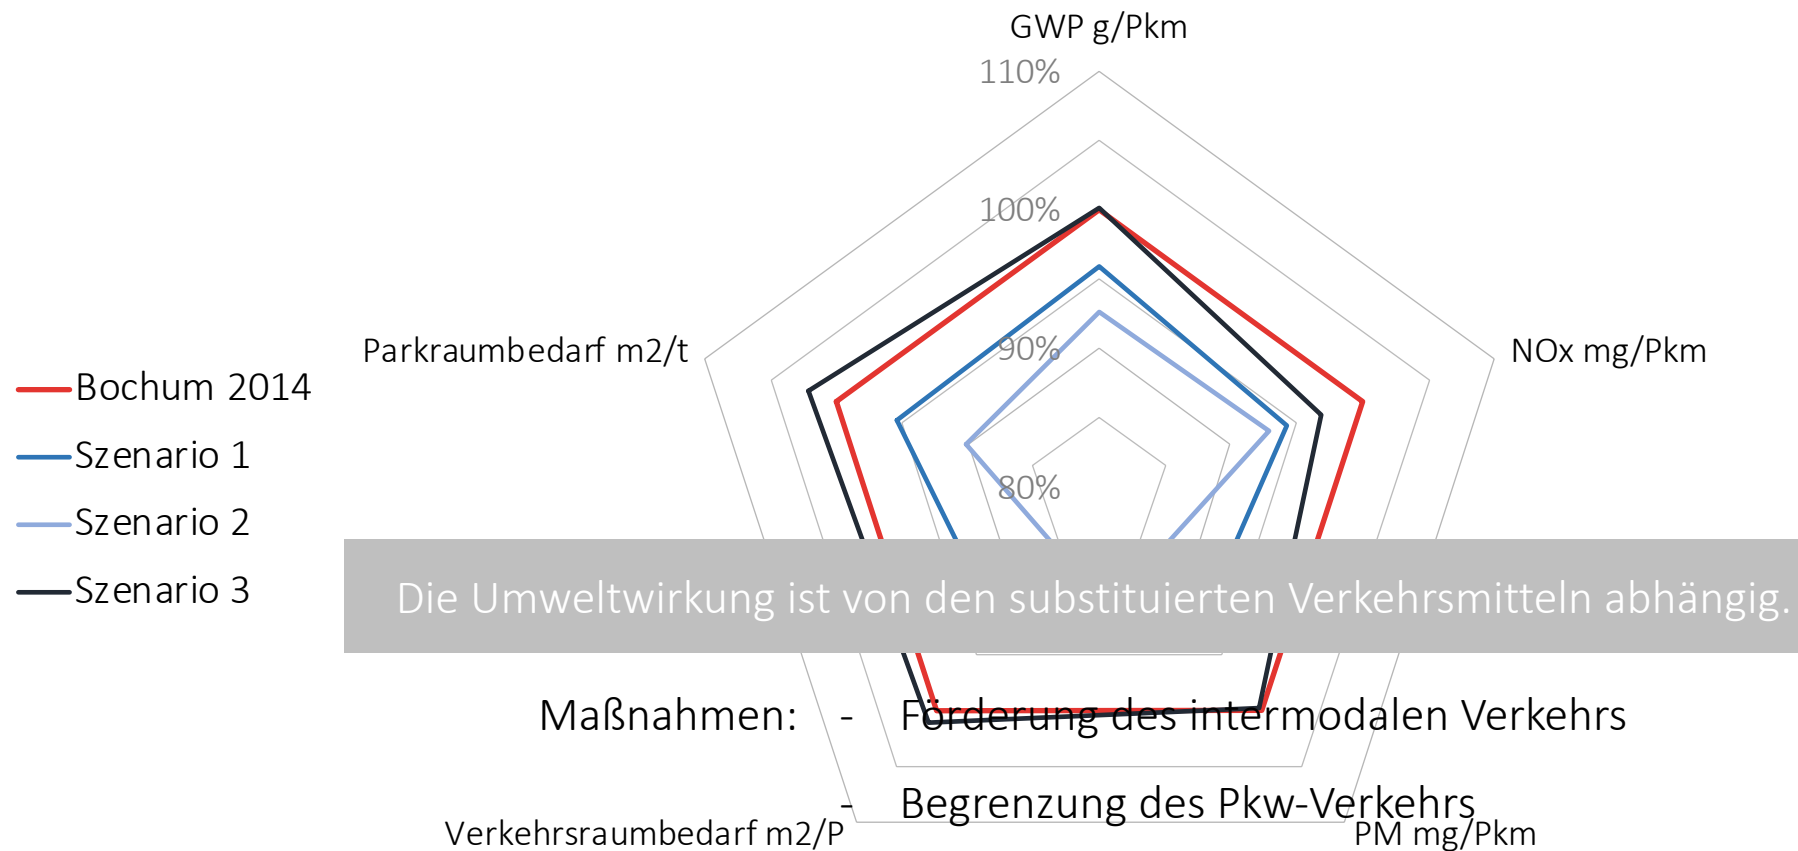 GWP g/Pkm
110%
100%
90%
80%
Parkraumbedarf m2/t
NOx mg/Pkm
Bochum 2014
Szenario 1
Szenario 2
Szenario 3
Die Umweltwirkung ist von den substituierten Verkehrsmitteln abhängig.
Maßnahmen: - Förderung des intermodalen Verkehrs
- Begrenzung des Pkw-Verkehrs
Verkehrsraumbedarf m2/P
PM mg/Pkm